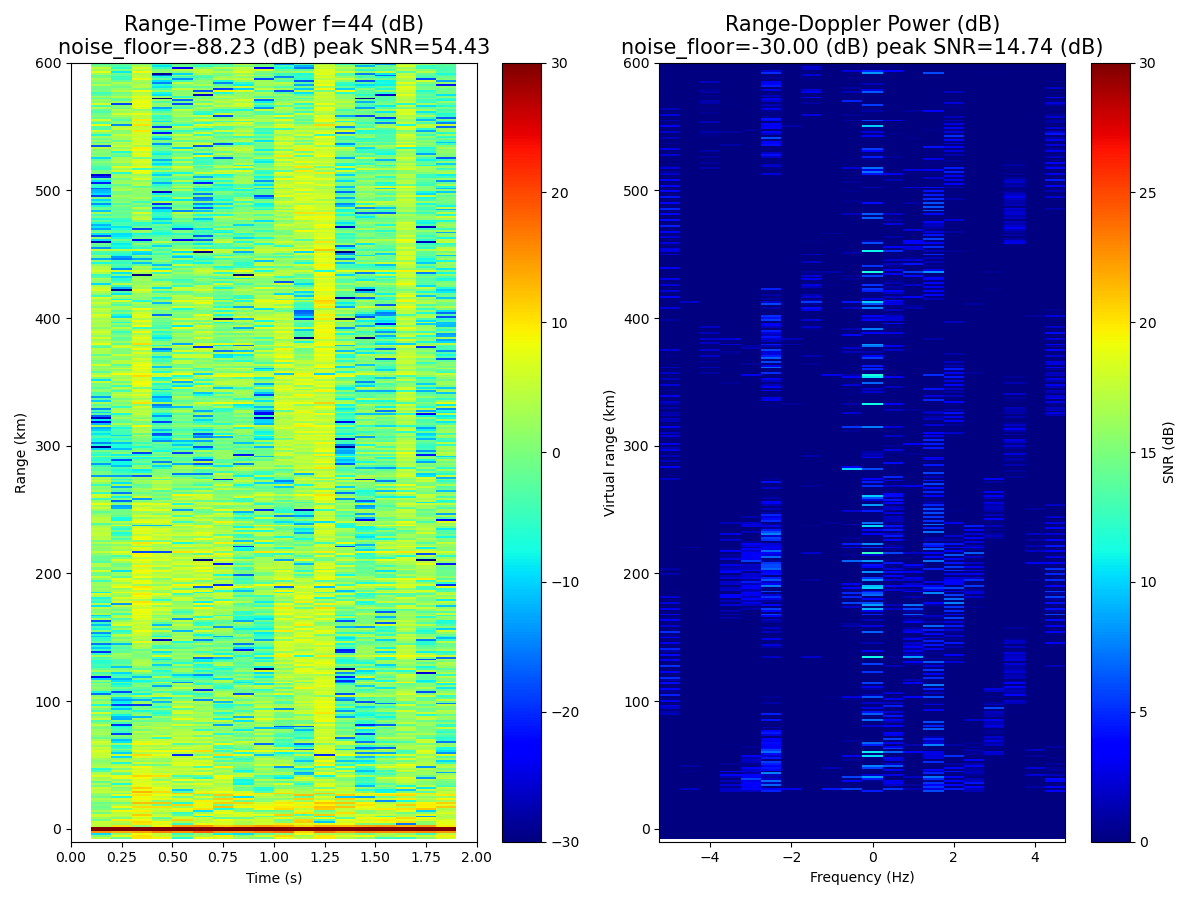 Range-Time Power f=44 (dB)
noise_floor=-88.23 (dB) peak SNR=54.43
600
500
400
300
200
100
0
Range (km)
0.00 0.25 0.50 0.75 1.00 1.25 1.50 1.75 2.00
Time (s)
30
20
10
0
−10
−20
−30
Range-Doppler Power (dB)
noise_floor=-30.00 (dB) peak SNR=14.74 (dB)
600
500
400
300
200
100
0
Virtual range (km)
−4 −2 0 2 4
Frequency (Hz)
30
25
20
15
10
5
0
SNR (dB)